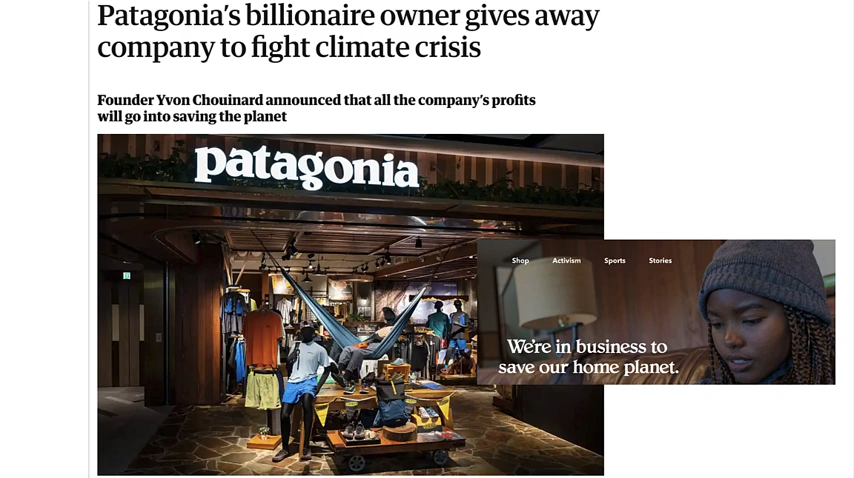 Patagonia's billionaire owner gives away
company to fight climate crisis
Founder Yvon Chouinard announced that all the company's profits
will go into saving the planet
patagonia
Shop Activism Sports Stories
We're in business to
save our home planet.